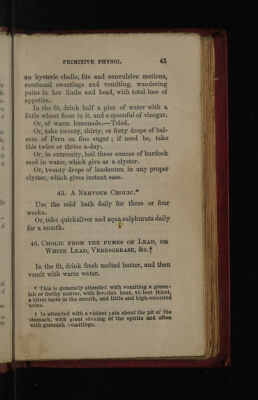 PRIMITIVE PHYSIC. 45
an hysteric cholic, fits and convulsive motions,
continual sweatings and vomiting, wandering
pains in her limbs and head, with total loss of
appetite.
In the fit, drink half a pint of water with a
little wheat flour in it, and a spoonful of vinegar.
Or, of warm lemonade.—Tried.
Or, take twenty, thirty, or forty drops of bal-
sam of Peru on fine sugar; if need be, take
this twice or thrice a-day.
Or, in extremity, boil three ounces of burdock
seed in water, which give as a clyster.
Or, twenty drops of laudanum in any proper
clyster, which gives instant ease.
45. A NERVOUS CHOLIC.*
Use the cold bath daily for three or four
weeks.
Or, take quicksilver and aqua sulphurata daily
for a month.
46. CHOLIC FROM THE FUMES OF LEAD, OR
WHITE LEAD, VERDIGREASE, &c.†
In the fit, drink fresh melted butter, and then
vomit with warm water.
* This is generally attended with vomiting a green-
ish or frothy matter, with feverish heat, violent thirst,
a bitter taste in the mouth, and little and high-coloured
urine.
† Is attended with a violent pain about the pit of the
stomach, with great sinking of the spirits and often
with greenish vomitings.